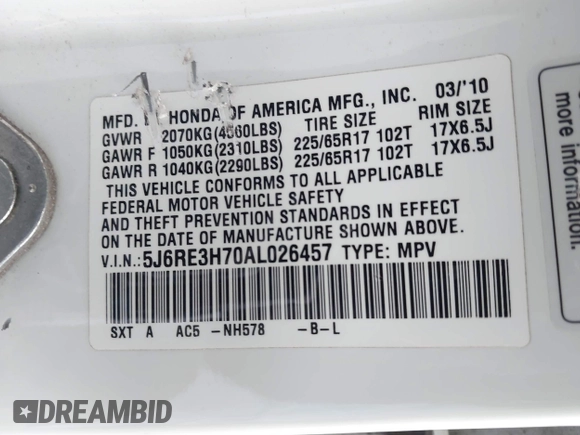 MFD. B HONDA OF AMERICA MFG., INC. 03/'10
GVWR 2070KG(4560LBS) TIRE SIZE RIM SIZE
GAWR F 1050KG(2310LBS) 225/65R17 102T 17X6.5J
GAWR R 1040KG(2290LBS) 225/65R17 102T 17X6.5J
THIS VEHICLE CONFORMS TO ALL APPLICABLE
FEDERAL MOTOR VEHICLE SAFETY
AND THEFT PREVENTION STANDARDS IN EFFECT
ON THE DATE OF MANUFACTURE SHOWN ABOVE.
V.I.N.:5J6RE3H70AL026457 TYPE: MPV
SXT A AC5 -NH578 -B-L
more information.
DREAMBID